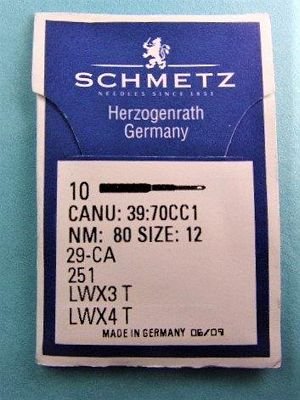 SCHMETZ
NEEDLES SINCE 1851
Herzogenrath
Germany
10
CANU: 39:70CC1
NM: 80 SIZE: 12
29-CA
251
LWX3 T
LWX4 T
MADE IN GERMANY 06/09